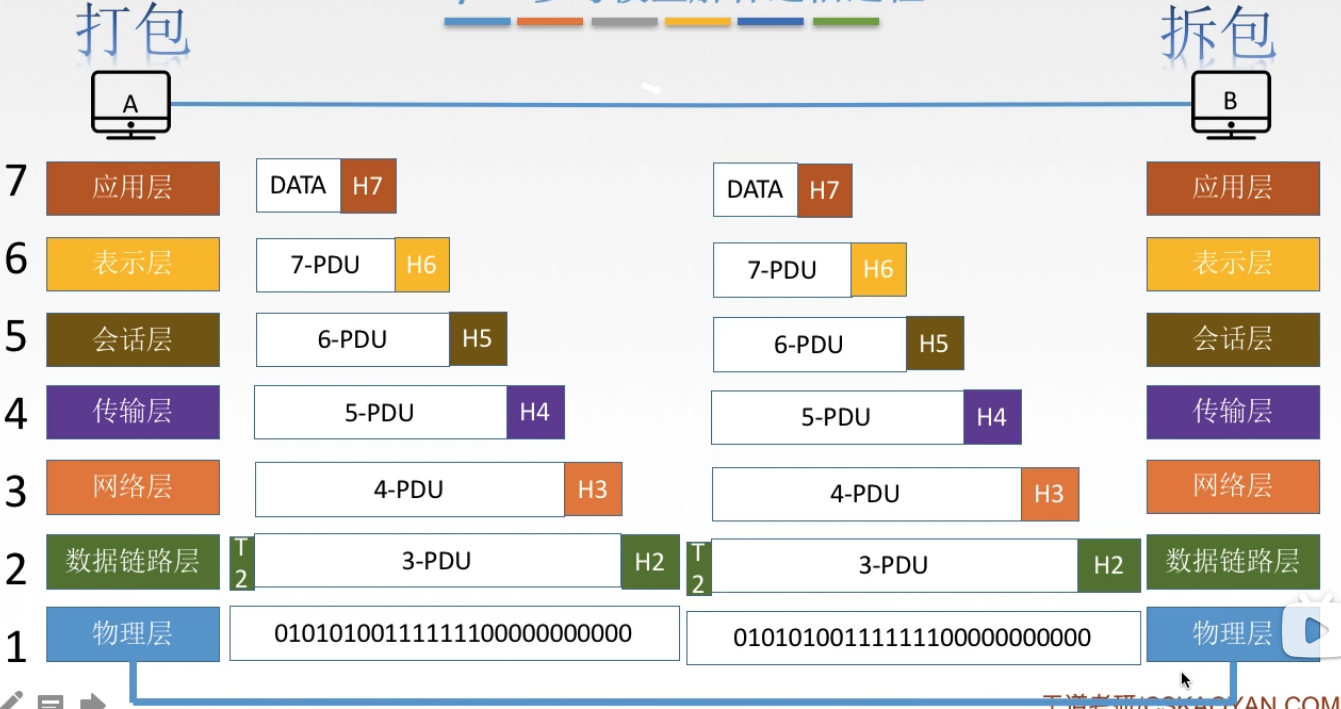 打包
拆包
A
B
7
应用层
DATA
H7
DATA
H7
应用层
6
表示层
7-PDU
H6
7-PDU
H6
表示层
5
会话层
6-PDU
H5
6-PDU
H5
会话层
4
传输层
5-PDU
H4
5-PDU
H4
传输层
3
网络层
4-PDU
H3
4-PDU
H3
网络层
2
数据链路层
T
2
3-PDU
H2
T
2
3-PDU
H2
数据链路层
1
物理层
0101010011111110000000000
0101010011111110000000000
物理层